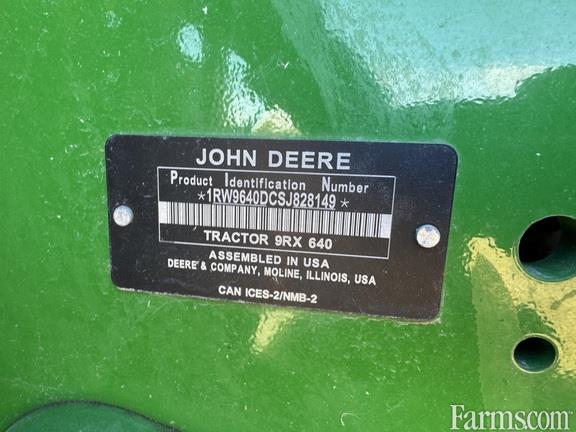 JOHN DEERE
Product Identification Number
*1RW9640DCSJ828149*
TRACTOR 9RX 640
ASSEMBLED IN USA
DEERE & COMPANY, MOLINE, ILLINOIS, USA
CAN ICES-2/NMB-2
Farms.com